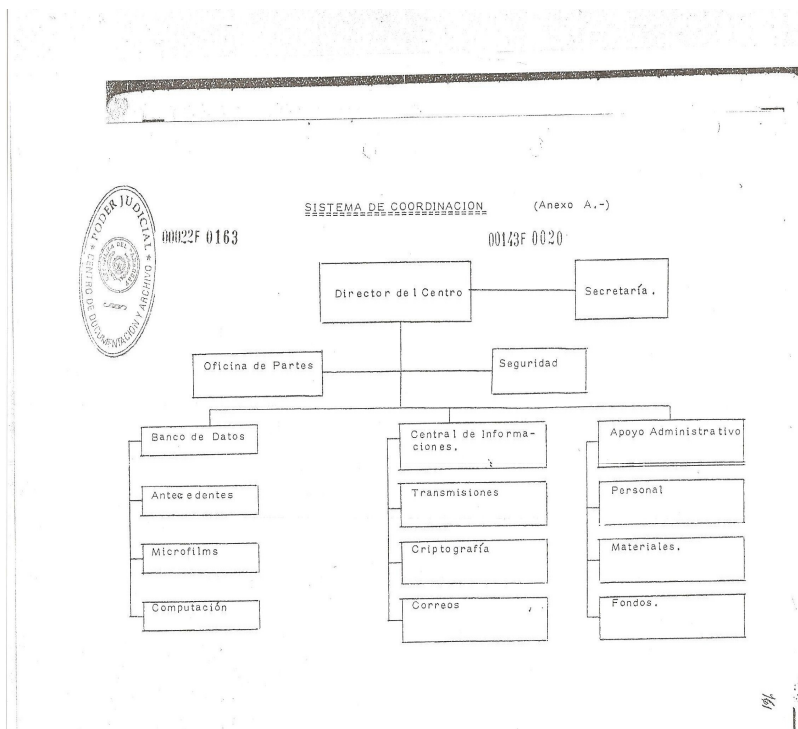 SISTEMA DE COORDINACION (Anexo A.-)
PODER JUDICIAL
CENTRO DE DOCUMENTACION Y ARCHIVO
00022F 0163
00143F 0020
Director del Centro
Secretaría.
Oficina de Partes
Seguridad
Banco de Datos
Central de Informa-
ciones.
Apoyo Administrativo
Antecedentes
Transmisiones
Personal
Microfilms
Criptografía
Materiales.
Computación
Correos
Fondos.